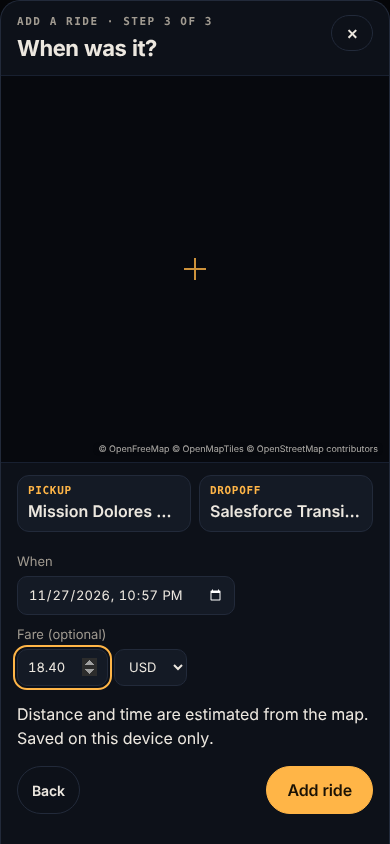 ADD A RIDE · STEP 3 OF 3
When was it?
© OpenFreeMap © OpenMapTiles © OpenStreetMap contributors
PICKUP
Mission Dolores ...
DROPOFF
Salesforce Transi...
When
11/27/2026, 10:57 PM
Fare (optional)
18.40
USD
Distance and time are estimated from the map.
Saved on this device only.
Back
Add ride